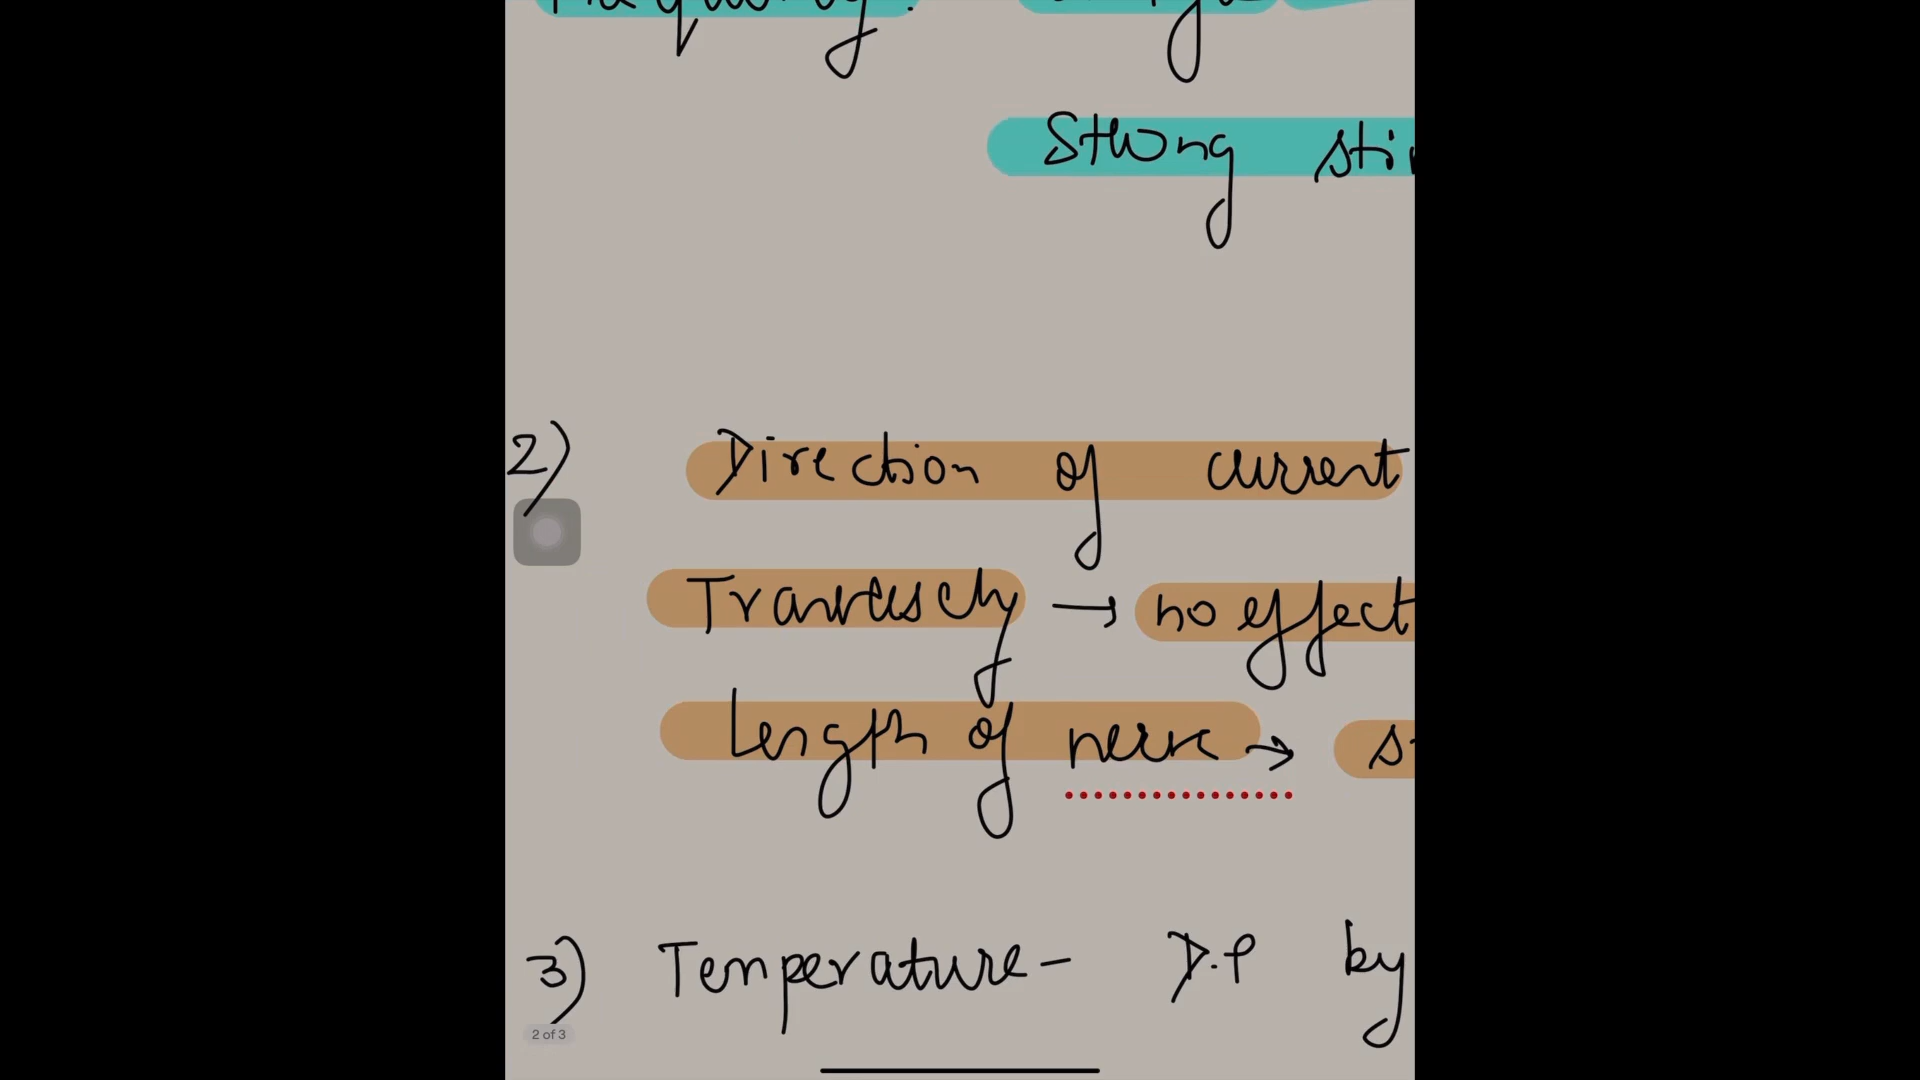 Strong
2) Direction of current
Transversely → no effect
Length of nerve →
3) Temperature - D.P by
2 of 3